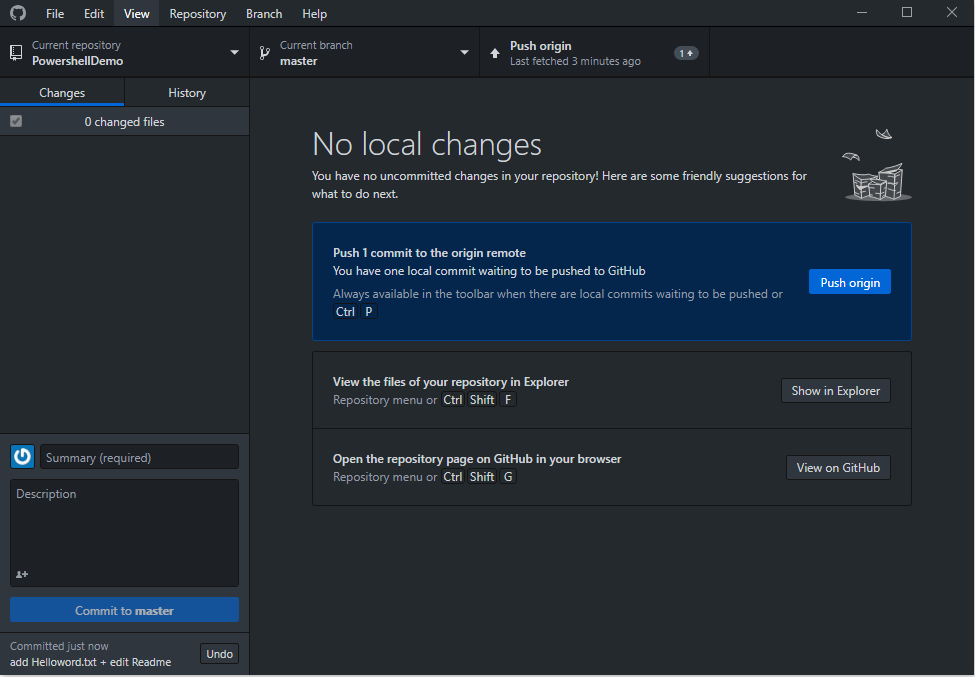 File Edit View Repository Branch Help
Current repository
PowershellDemo
Current branch
master
Push origin
Last fetched 3 minutes ago
1
Changes
History
0 changed files
No local changes
You have no uncommitted changes in your repository! Here are some friendly suggestions for
what to do next.
Push 1 commit to the origin remote
You have one local commit waiting to be pushed to GitHub
Always available in the toolbar when there are local commits waiting to be pushed or
Ctrl P
Push origin
View the files of your repository in Explorer
Repository menu or Ctrl Shift F
Show in Explorer
Open the repository page on GitHub in your browser
Repository menu or Ctrl Shift G
View on GitHub
Summary (required)
Description
Commit to master
Committed just now
add Helloword.txt + edit Readme
Undo